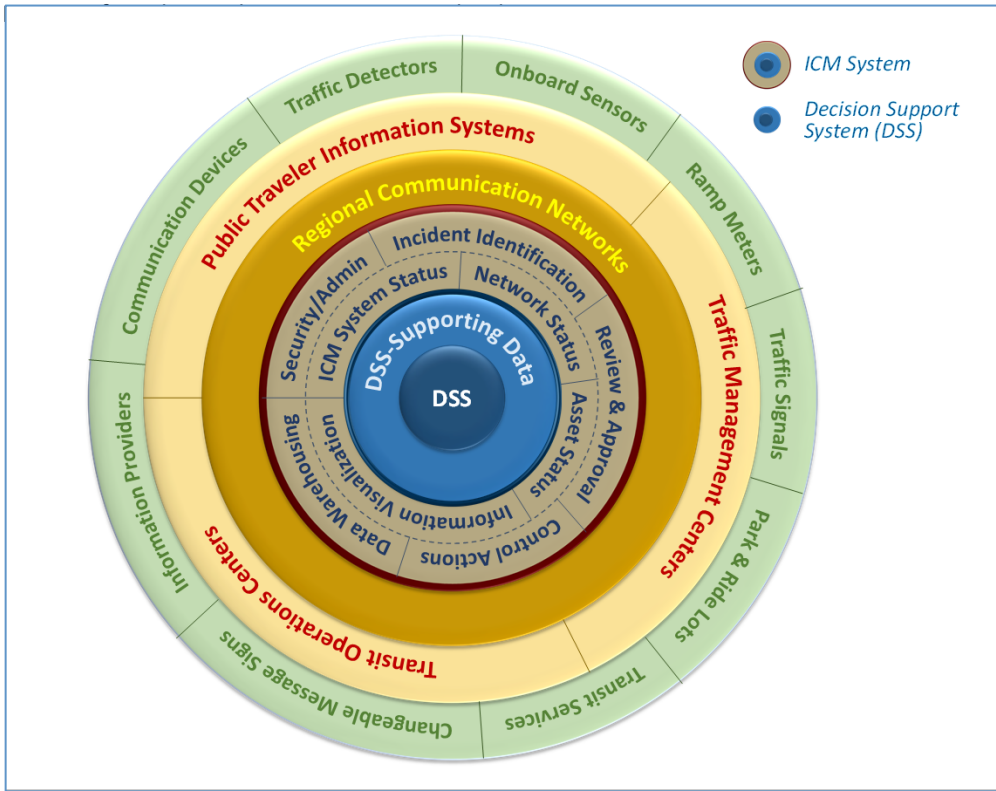 ICM System
Decision Support
System (DSS)
Traffic Detectors
Onboard Sensors
Ramp Meters
Traffic Signals
Park & Ride Lots
Transit Services
Changeable Message Signs
Information Providers
Communication Devices
Public Traveler Information Systems
Traffic Management Centers
Transit Operations Centers
Regional Communication Networks
Security/Admin
Incident Identification
Review & Approval
Control Actions
Data Warehousing
ICM System Status
Network Status
Asset Status
Information Visualization
DSS-Supporting Data
DSS